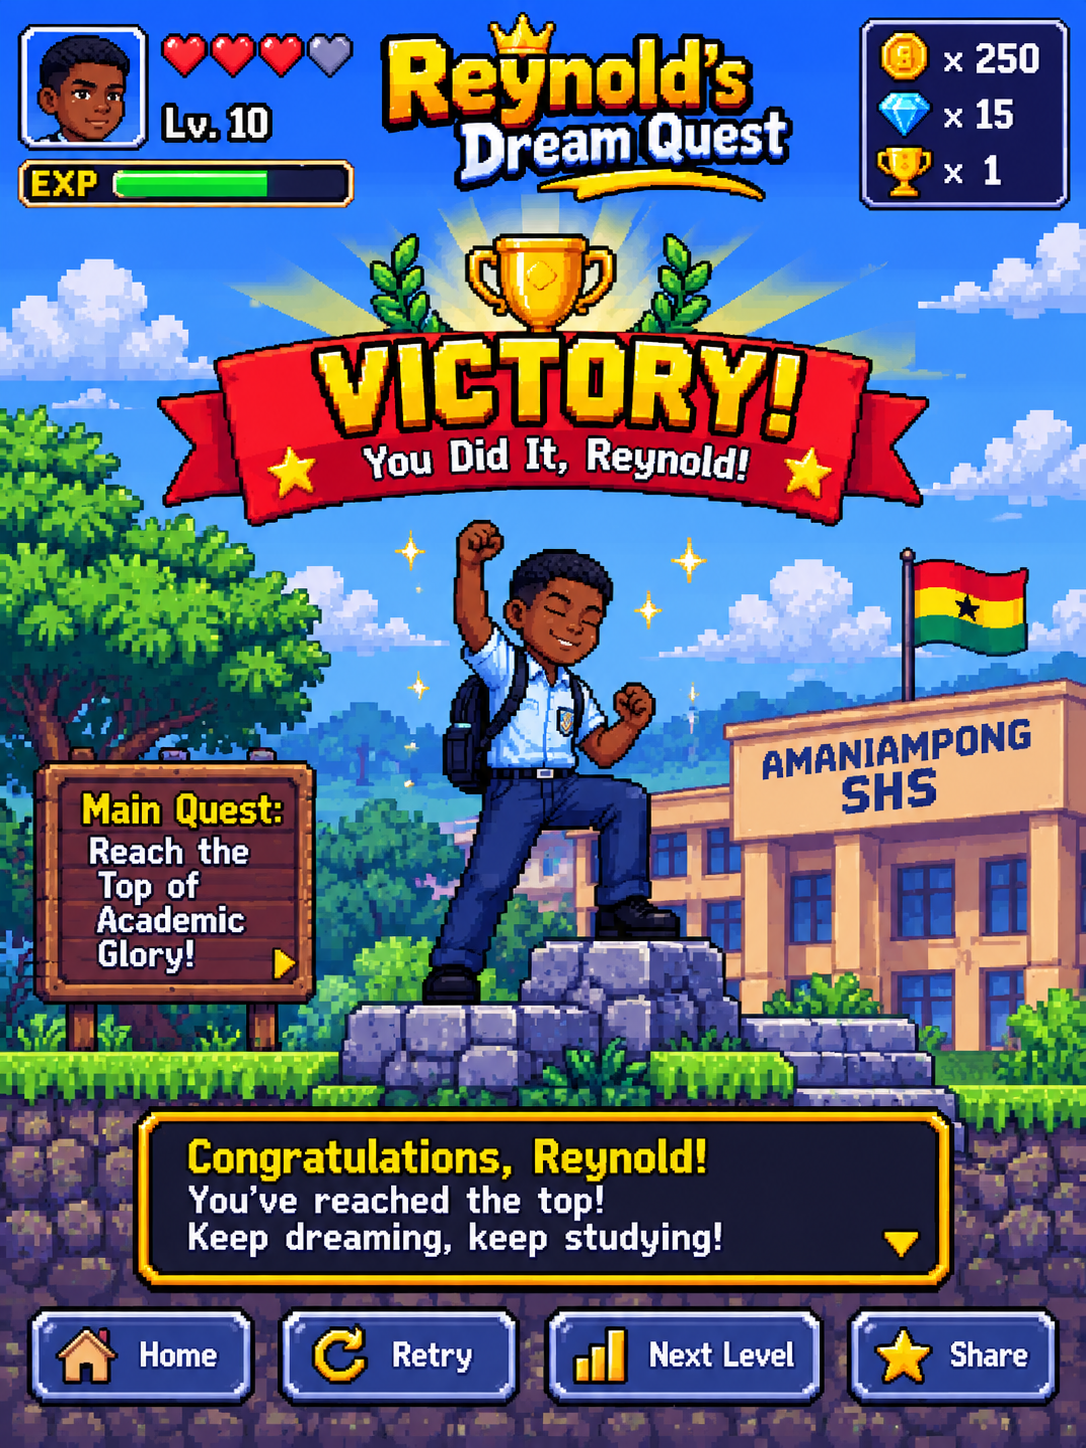 Lv. 10
EXP
Reynold's
Dream Quest
x 250
x 15
x 1
VICTORY!
You Did It, Reynold!
AMANIAMPONG
SHS
Main Quest:
Reach the
Top of
Academic
Glory!
Congratulations, Reynold!
You've reached the top!
Keep dreaming, keep studying!
Home
Retry
Next Level
Share